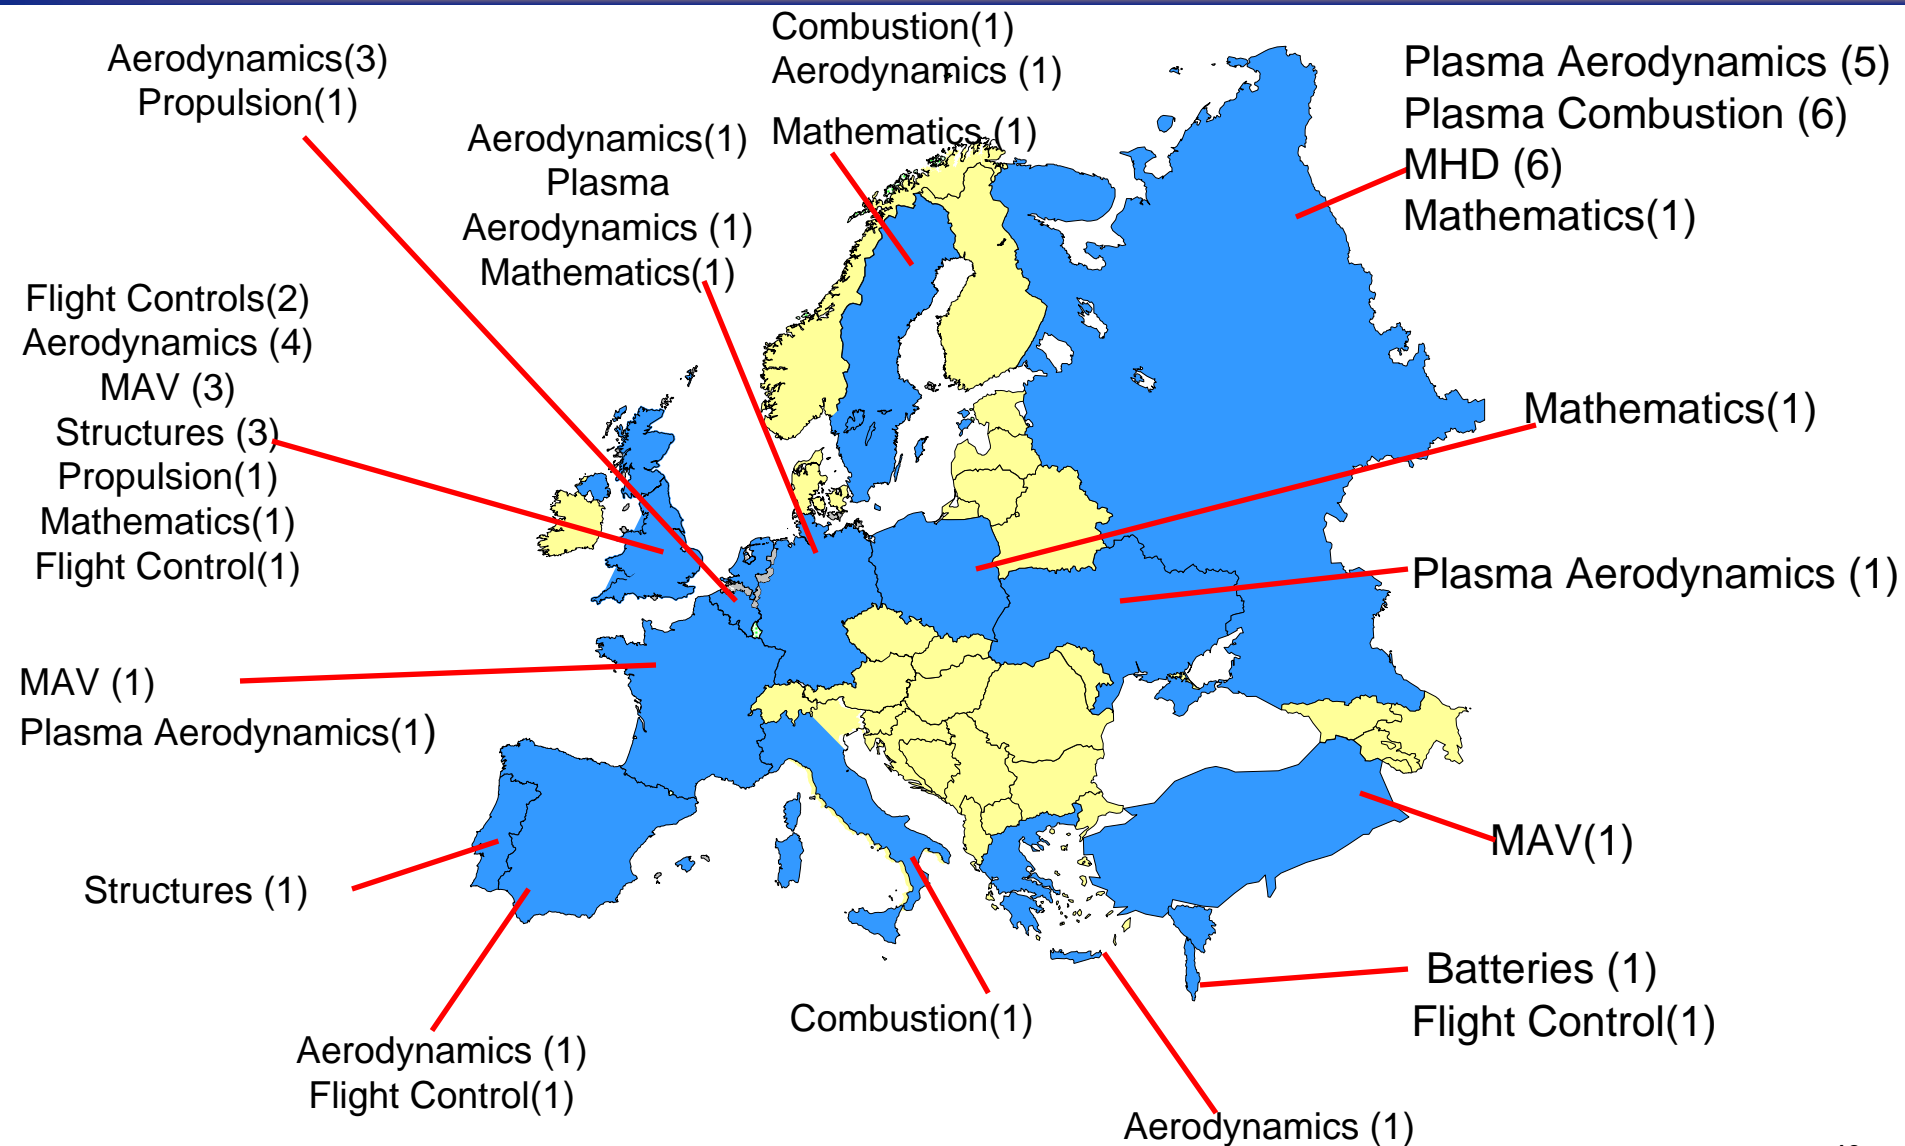 Combustion(1)
Aerodynamics (1)
Mathematics (1)
Aerodynamics(3)
Propulsion(1)
Aerodynamics(1)
Plasma
Aerodynamics (1)
Mathematics(1)
Plasma Aerodynamics (5)
Plasma Combustion (6)
MHD (6)
Mathematics(1)
Flight Controls(2)
Aerodynamics (4)
MAV (3)
Structures (3)
Propulsion(1)
Mathematics(1)
Flight Control(1)
Mathematics(1)
Plasma Aerodynamics (1)
MAV (1)
Plasma Aerodynamics(1)
MAV(1)
Structures (1)
Batteries (1)
Flight Control(1)
Combustion(1)
Aerodynamics (1)
Flight Control(1)
Aerodynamics (1)